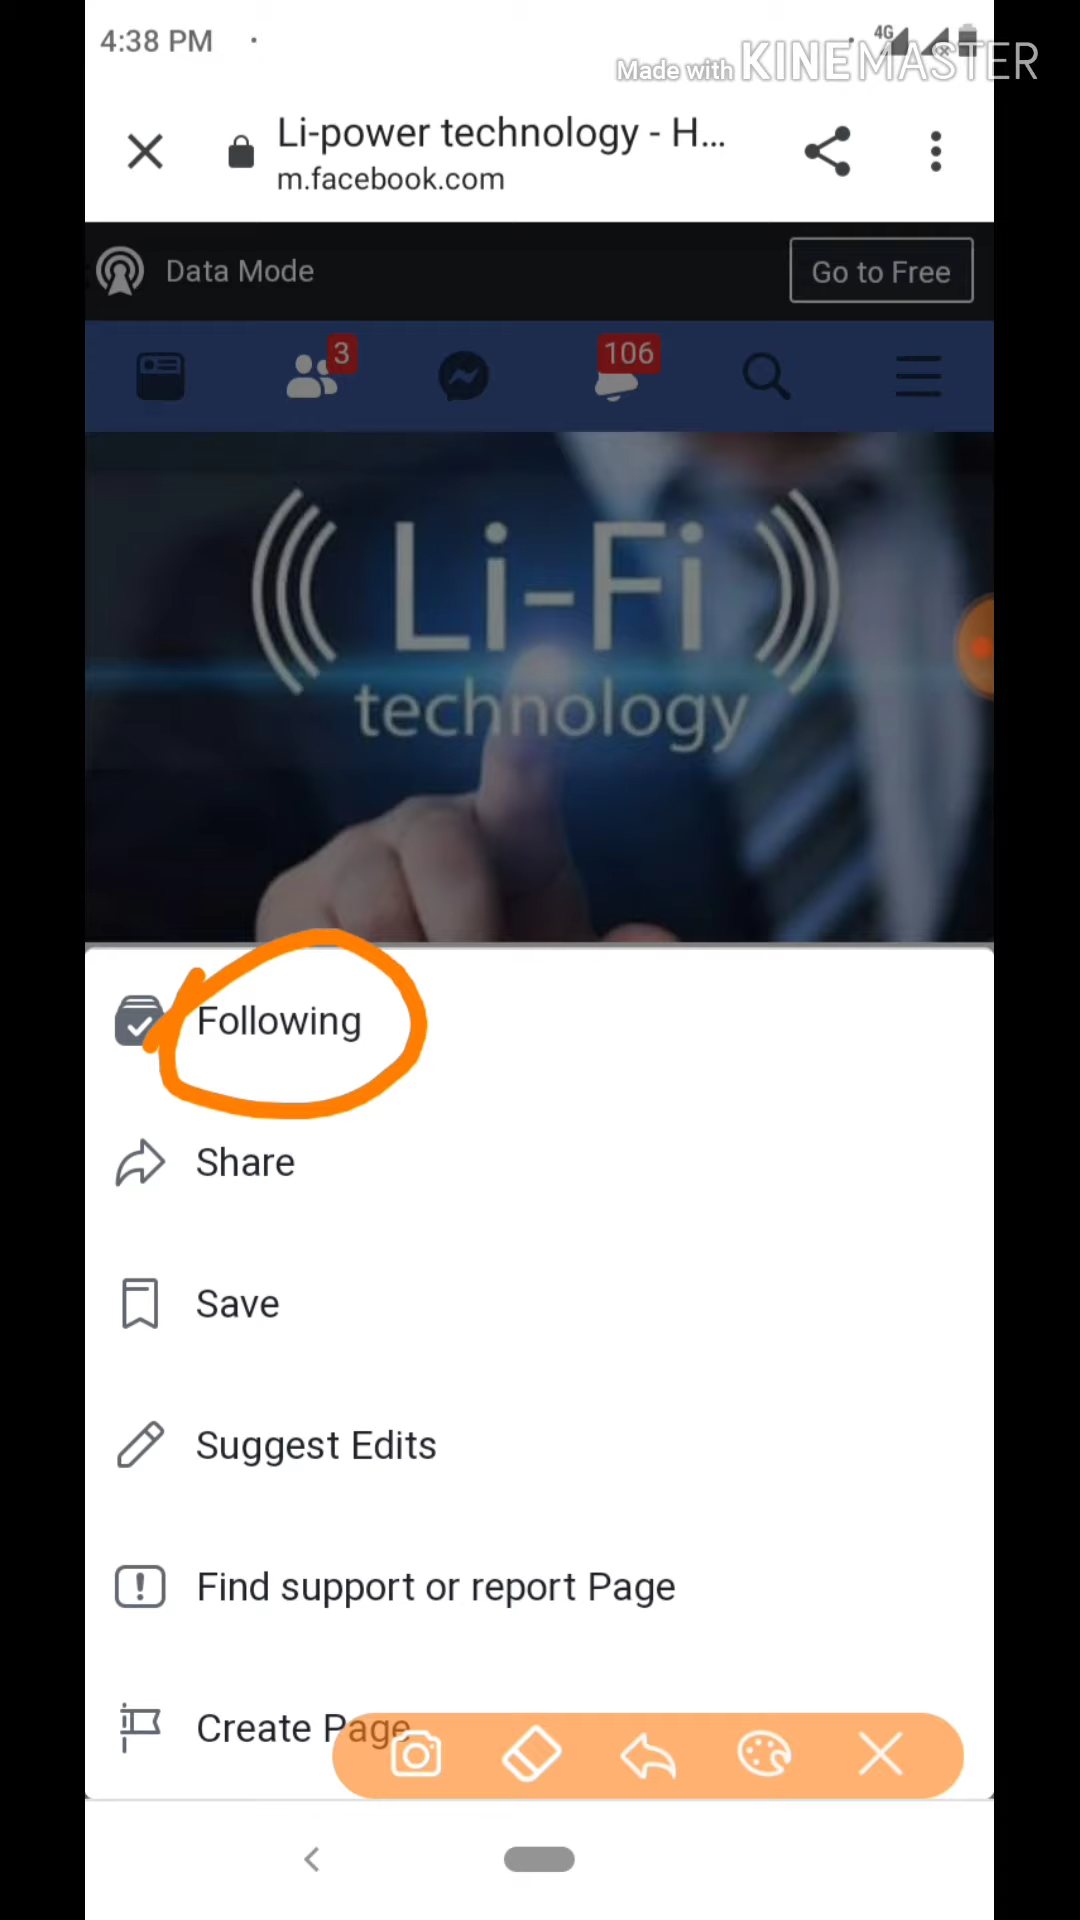 4:38 PM
4G
Made with KINEMASTER
Li-power technology - H...
m.facebook.com
Data Mode
Go to Free
3
106
Li-Fi
technology
Following
Share
Save
Suggest Edits
Find support or report Page
Create Page